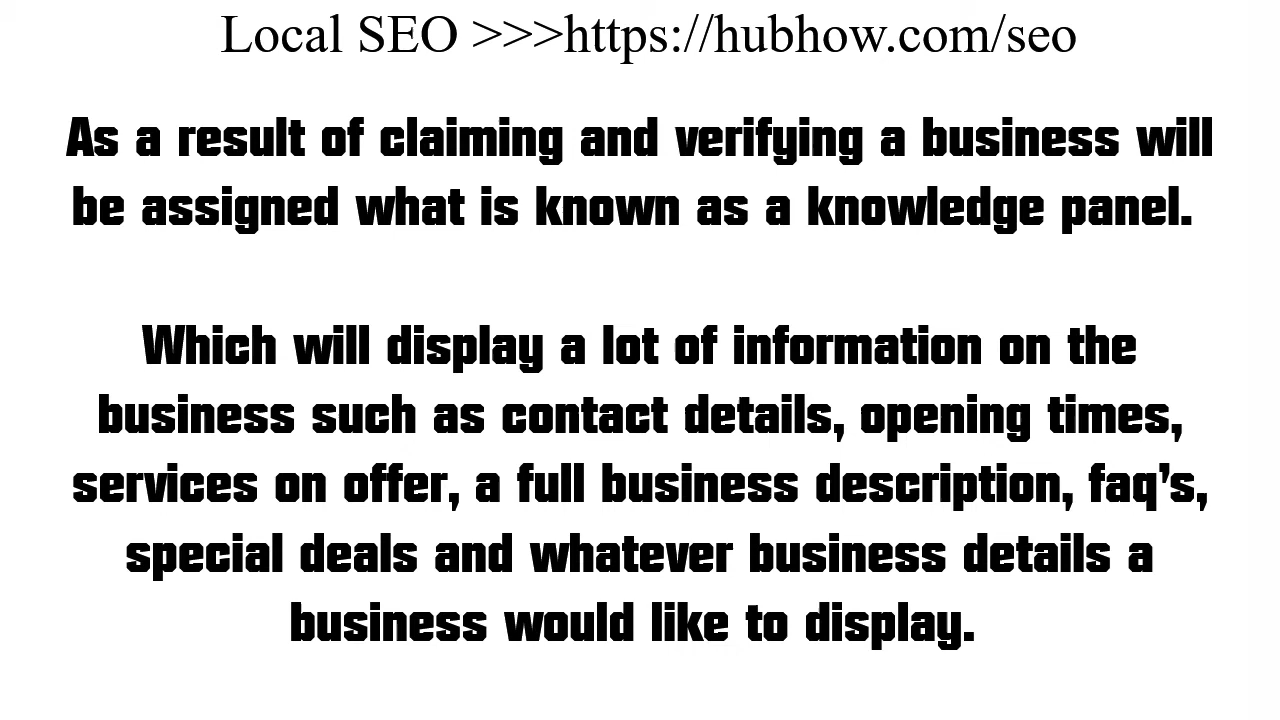 Local SEO >>>https://hubhow.com/seo
As a result of claiming and verifying a business will
be assigned what is known as a knowledge panel.
Which will display a lot of information on the
business such as contact details, opening times,
services on offer, a full business description, faq's,
special deals and whatever business details a
business would like to display.